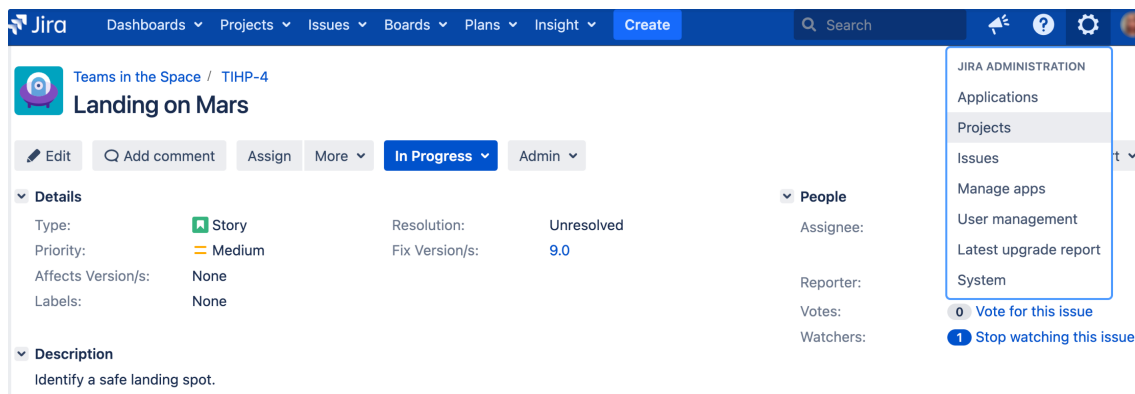 Jira Dashboards Projects Issues Boards Plans Insight Create Search
Teams in the Space / TIHP-4
Landing on Mars
Edit Add comment Assign More In Progress Admin
Details
Type: Story
Priority: Medium
Affects Version/s: None
Labels: None
Resolution: Unresolved
Fix Version/s: 9.0
Description
Identify a safe landing spot.
People
Assignee:
Reporter:
Votes: 0 Vote for this issue
Watchers: 1 Stop watching this issue
JIRA ADMINISTRATION
Applications
Projects
Issues
Manage apps
User management
Latest upgrade report
System